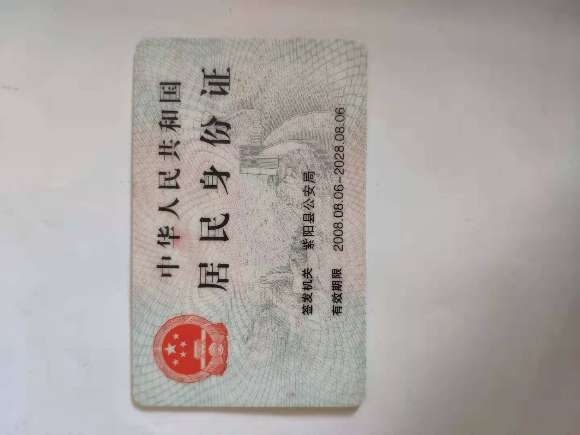 中华人民共和国
居民身份证
签发机关 紫阳县公安局
有效期限 2008.08.06-2028.08.06